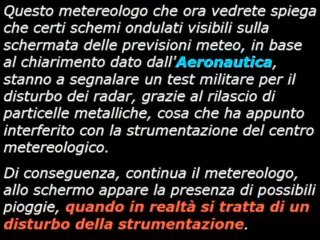 Questo metereologo che ora vedrete spiega
che certi schemi ondulati visibili sulla
schermata delle previsioni meteo, in base
al chiarimento dato dall'Aeronautica,
stanno a segnalare un test militare per il
disturbo dei radar, grazie al rilascio di
particelle metalliche, cosa che ha appunto
interferito con la strumentazione del centro
metereologico.
Di conseguenza, continua il metereologo,
allo schermo appare la presenza di possibili
pioggie, quando in realtà si tratta di un
disturbo della strumentazione.